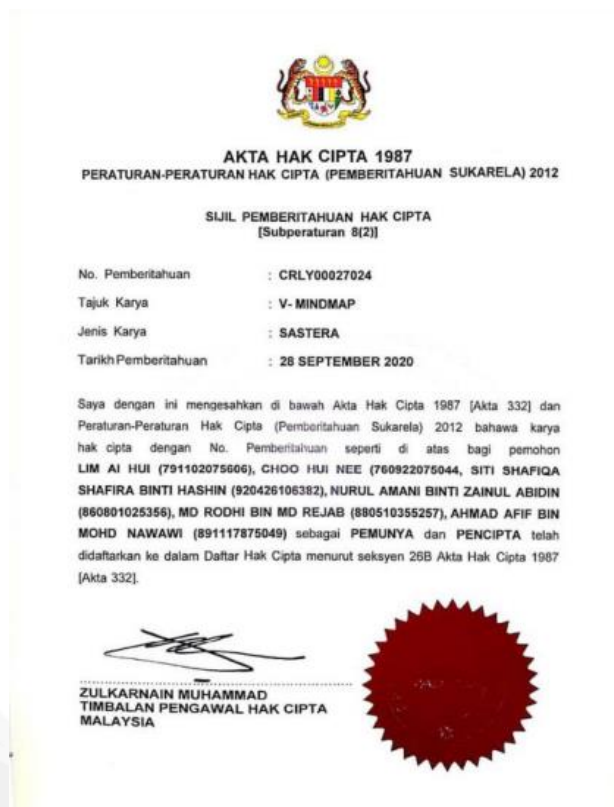 AKTA HAK CIPTA 1987
PERATURAN-PERATURAN HAK CIPTA (PEMBERITAHUAN SUKARELA) 2012
SIJIL PEMBERITAHUAN HAK CIPTA
[Subperaturan 8(2)]
No. Pemberitahuan : CRLY00027024
Tajuk Karya : V- MINDMAP
Jenis Karya : SASTERA
Tarikh Pemberitahuan : 28 SEPTEMBER 2020
Saya dengan ini mengesahkan di bawah Akta Hak Cipta 1987 [Akta 332] dan
Peraturan-Peraturan Hak Cipta (Pemberitahuan Sukarela) 2012 bahawa karya
hak cipta dengan No. Pemberitahuan seperti di atas bagi pemohon
LIM AI HUI (791102075606), CHOO HUI NEE (760922075044, SITI SHAFIQA
SHAFIRA BINTI HASHIN (920426106382), NURUL AMANI BINTI ZAINUL ABIDIN
(860801025356), MD RODHI BIN MD REJAB (880510355257), AHMAD AFIF BIN
MOHD NAWAWI (891117875049) sebagai PEMUNYA dan PENCIPTA telah
didaftarkan ke dalam Daftar Hak Cipta menurut seksyen 26B Akta Hak Cipta 1987
[Akta 332].
ZULKARNAIN MUHAMMAD
TIMBALAN PENGAWAL HAK CIPTA
MALAYSIA